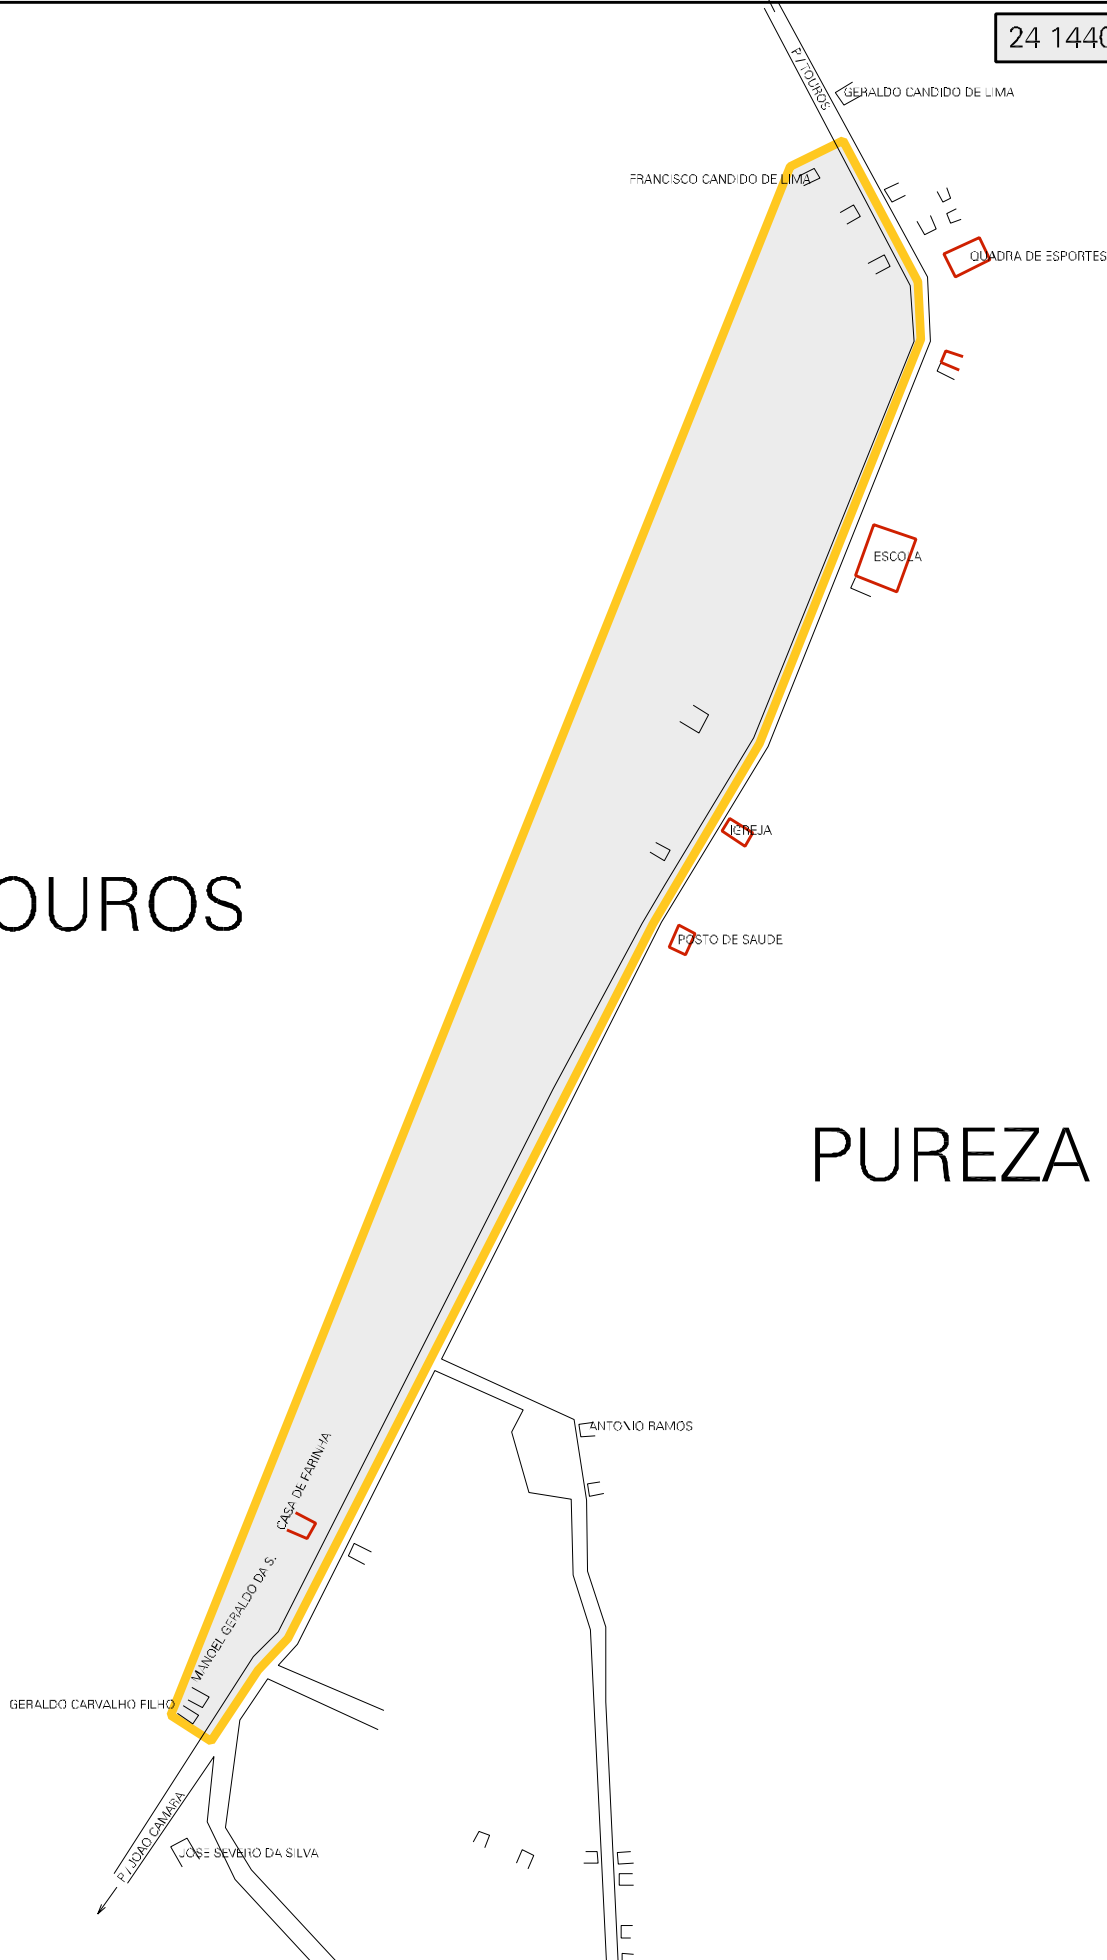 24 1440
P/TOUROS
GERALDO CANDIDO DE LIMA
FRANCISCO CANDIDO DE LIMA
QUADRA DE ESPORTES
ESCOLA
IGREJA
OUROS
POSTO DE SAUDE
PUREZA
ANTONIO RAMOS
CASA DE FARINHA
MANOEL GERALDO DA S.
GERALDO CARVALHO FILHO
P/JOAO CAMARA
JOSE SEVERO DA SILVA